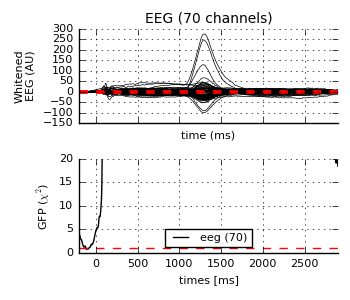 EEG (70 channels)
Whitened
EEG (AU)
300
250
200
150
100
50
0
−50
−100
−150
time (ms)
GFP (χ²)
20
15
10
5
0
eeg (70)
0 500 1000 1500 2000 2500
times [ms]